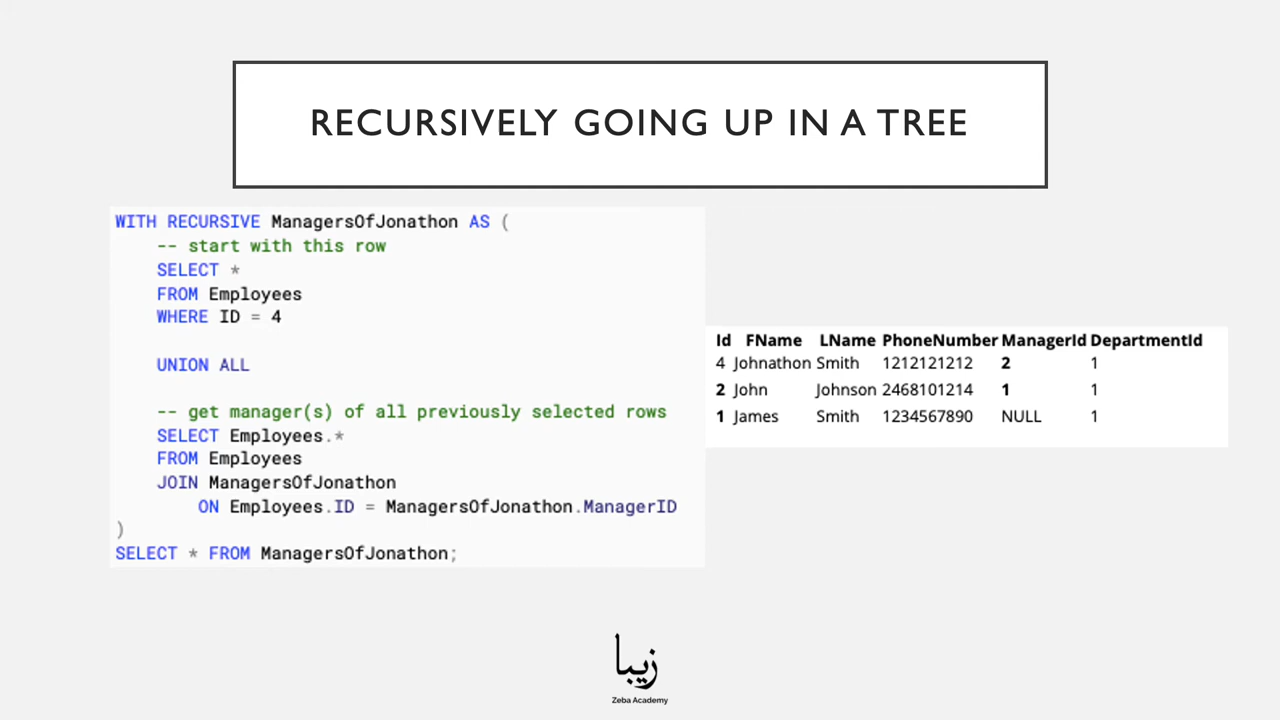 RECURSIVELY GOING UP IN A TREE
WITH RECURSIVE ManagersOfJonathon AS (
    -- start with this row
    SELECT *
    FROM Employees
    WHERE ID = 4

    UNION ALL

    -- get manager(s) of all previously selected rows
    SELECT Employees.*
    FROM Employees
    JOIN ManagersOfJonathon
        ON Employees.ID = ManagersOfJonathon.ManagerID
)
SELECT * FROM ManagersOfJonathon;
Id FName LName PhoneNumber ManagerId DepartmentId
4 Johnathon Smith 1212121212 2 1
2 John Johnson 2468101214 1 1
1 James Smith 1234567890 NULL 1
زيبا
Zeba Academy